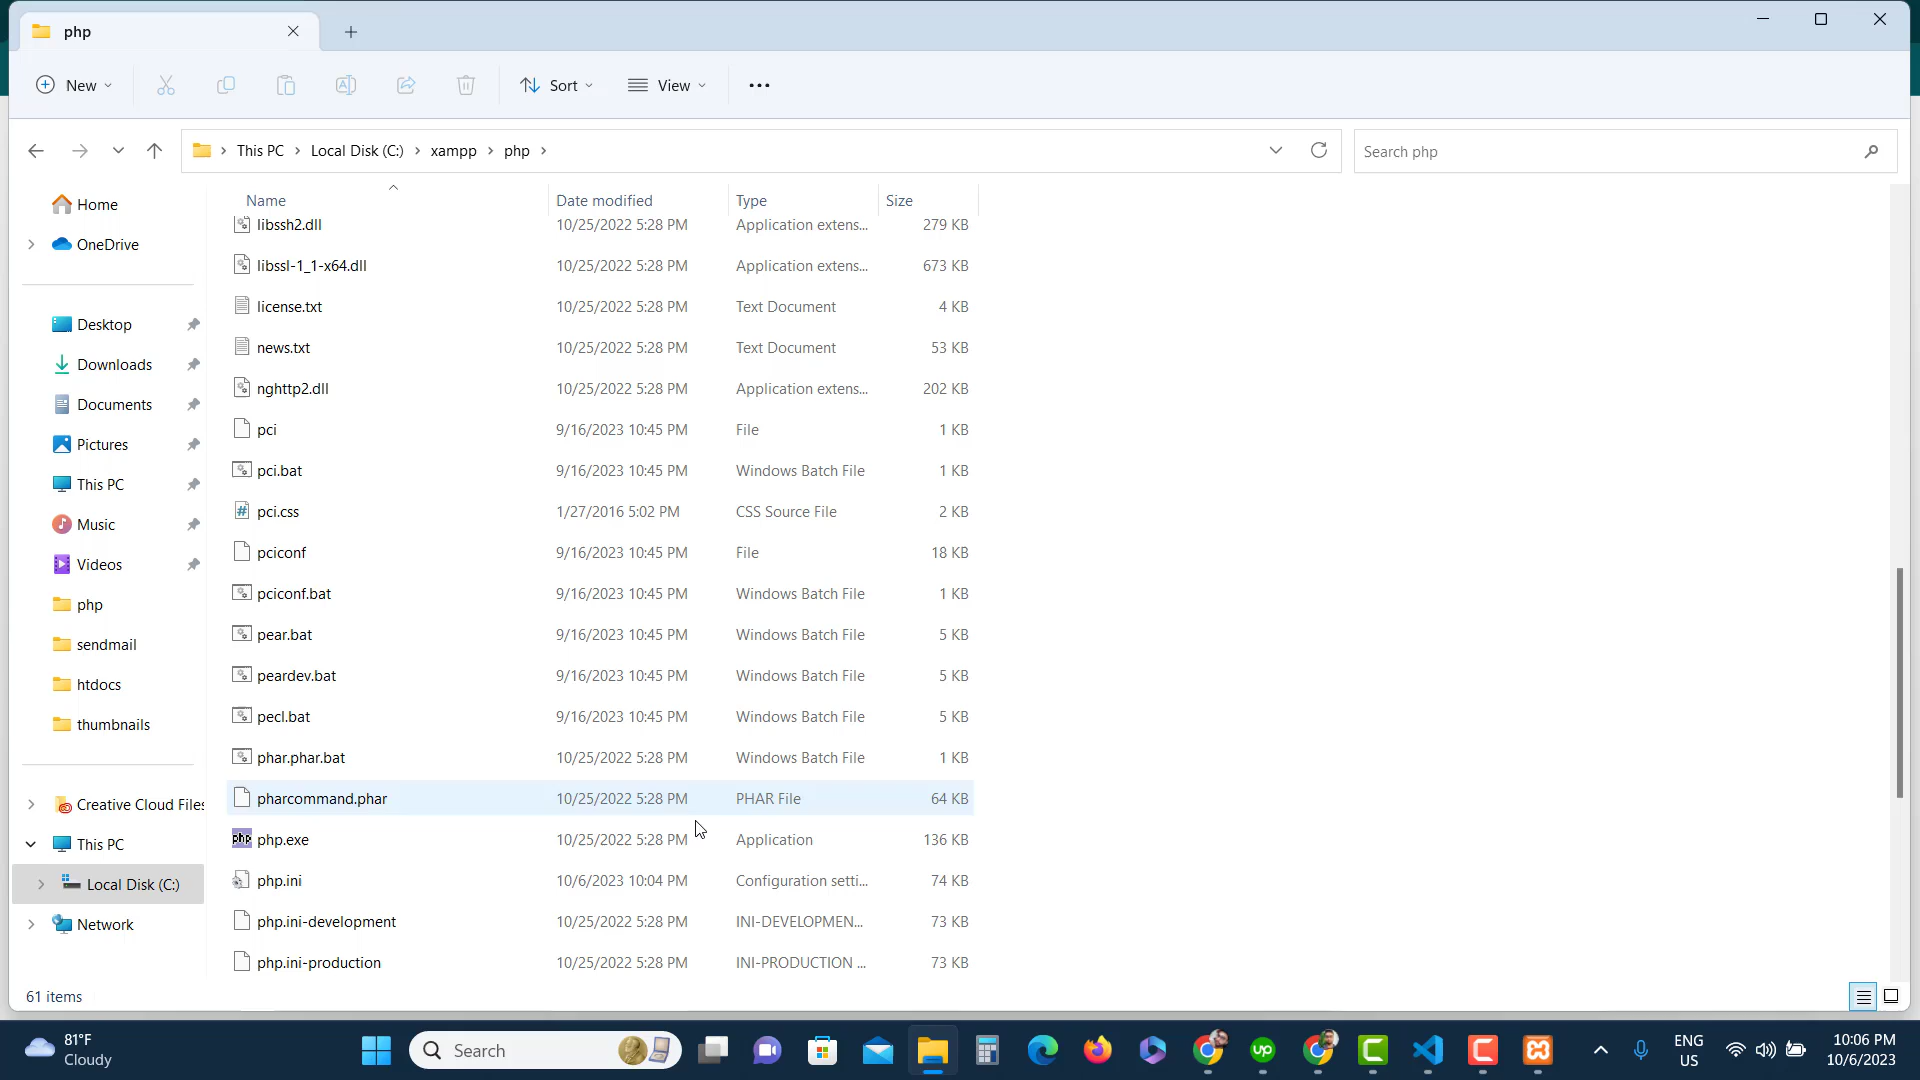 php
New
Sort
View
This PC
Local Disk (C:)
xampp
php
Search php
Home
OneDrive
Desktop
Downloads
Documents
Pictures
This PC
Music
Videos
php
sendmail
htdocs
thumbnails
Creative Cloud Files
This PC
Local Disk (C:)
Network
Name Date modified Type Size
libssh2.dll 10/25/2022 5:28 PM Application extens... 279 KB
libssl-1_1-x64.dll 10/25/2022 5:28 PM Application extens... 673 KB
license.txt 10/25/2022 5:28 PM Text Document 4 KB
news.txt 10/25/2022 5:28 PM Text Document 53 KB
nghttp2.dll 10/25/2022 5:28 PM Application extens... 202 KB
pci 9/16/2023 10:45 PM File 1 KB
pci.bat 9/16/2023 10:45 PM Windows Batch File 1 KB
pci.css 1/27/2016 5:02 PM CSS Source File 2 KB
pciconf 9/16/2023 10:45 PM File 18 KB
pciconf.bat 9/16/2023 10:45 PM Windows Batch File 1 KB
pear.bat 9/16/2023 10:45 PM Windows Batch File 5 KB
peardev.bat 9/16/2023 10:45 PM Windows Batch File 5 KB
pecl.bat 9/16/2023 10:45 PM Windows Batch File 5 KB
phar.phar.bat 10/25/2022 5:28 PM Windows Batch File 1 KB
pharcommand.phar 10/25/2022 5:28 PM PHAR File 64 KB
php php.exe 10/25/2022 5:28 PM Application 136 KB
php.ini 10/6/2023 10:04 PM Configuration setti... 74 KB
php.ini-development 10/25/2022 5:28 PM INI-DEVELOPMEN... 73 KB
php.ini-production 10/25/2022 5:28 PM INI-PRODUCTION ... 73 KB
61 items
81°F
Cloudy
Search
up
ENG
US
10:06 PM
10/6/2023